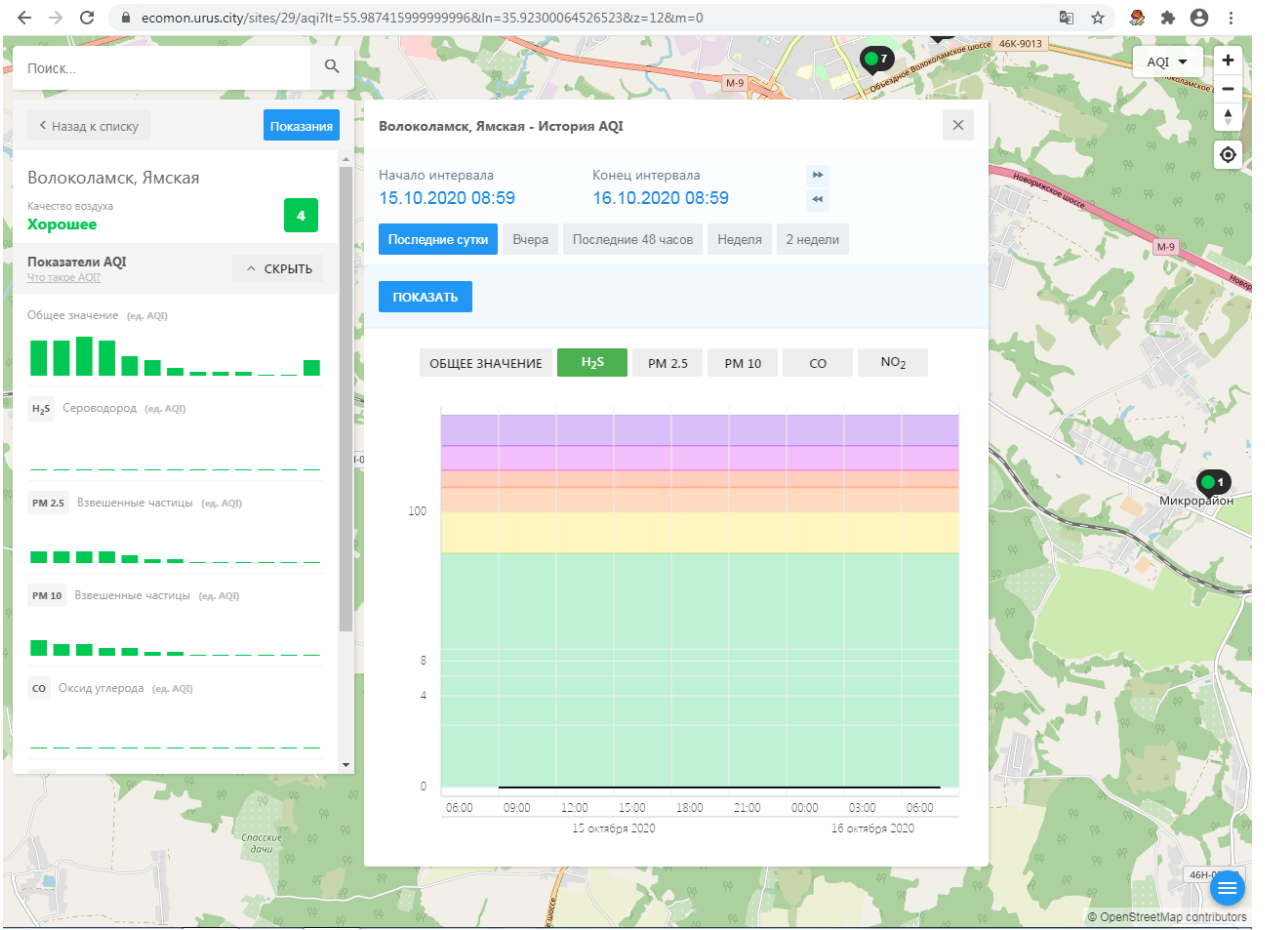 ecomon.urus.city/sites/29/aqi?lt=55.98741599999996&ln=35.92300064526523&z=12&m=0
Поиск...
AQI
Назад к списку
Показания
Волоколамск, Ямская
Качество воздуха
Хорошее
4
Показатели AQI
Что такое AQI?
СКРЫТЬ
Общее значение (ед. AQI)
H₂S Сероводород (ед. AQI)
PM 2.5 Взвешенные частицы (ед. AQI)
PM 10 Взвешенные частицы (ед. AQI)
CO Оксид углерода (ед. AQI)
Волоколамск, Ямская - История AQI
Начало интервала
Конец интервала
15.10.2020 08:59
16.10.2020 08:59
Последние сутки
Вчера
Последние 48 часов
Неделя
2 недели
ПОКАЗАТЬ
ОБЩЕЕ ЗНАЧЕНИЕ
H₂S
PM 2.5
PM 10
CO
NO₂
100
8
4
0
06:00 09:00 12:00 15:00 18:00 21:00 00:00 03:00 06:00
15 октября 2020
16 октября 2020
7
46К-9013
М-9
Объездное Волоколамское шоссе
Новорижское шоссе
М-9
1
Микрорайон
Спасские дачи
© OpenStreetMap contributors